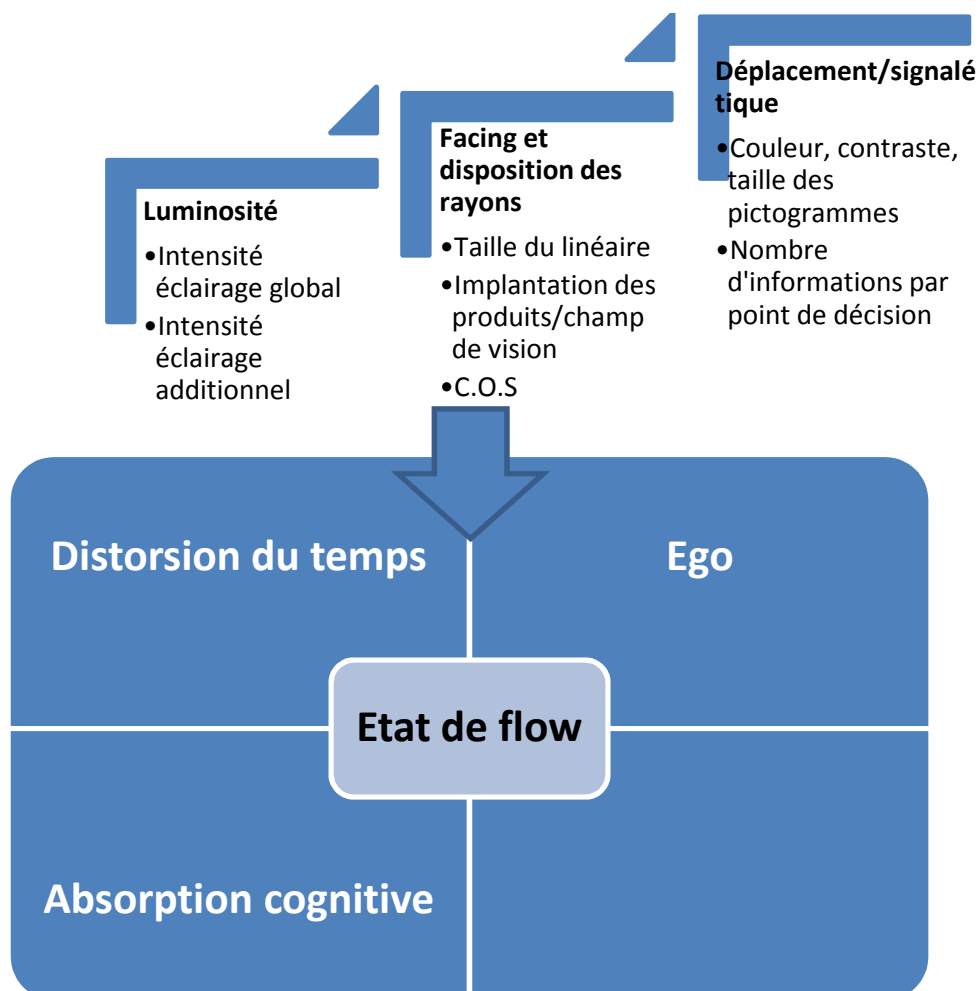 Luminosité
•Intensité
éclairage global
•Intensité
éclairage
additionnel
Facing et
disposition des
rayons
•Taille du linéaire
•Implantation des
produits/champ
de vision
•C.O.S
Déplacement/signalé
tique
•Couleur, contraste,
taille des
pictogrammes
•Nombre
d'informations par
point de décision
Distorsion du temps
Ego
Etat de flow
Absorption cognitive